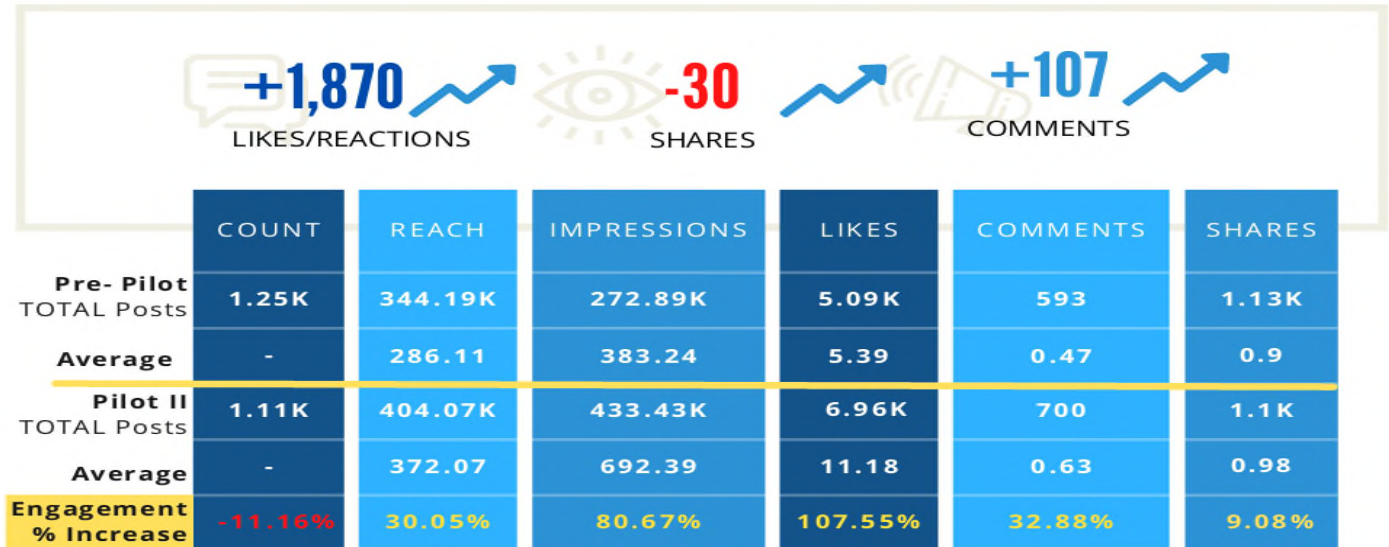 +1,870
LIKES/REACTIONS
-30
SHARES
+107
COMMENTS
COUNT REACH IMPRESSIONS LIKES COMMENTS SHARES
Pre- Pilot
TOTAL Posts 1.25K 344.19K 272.89K 5.09K 593 1.13K
Average - 286.11 383.24 5.39 0.47 0.9
Pilot II
TOTAL Posts 1.11K 404.07K 433.43K 6.96K 700 1.1K
Average - 372.07 692.39 11.18 0.63 0.98
Engagement
% Increase -11.16% 30.05% 80.67% 107.55% 32.88% 9.08%